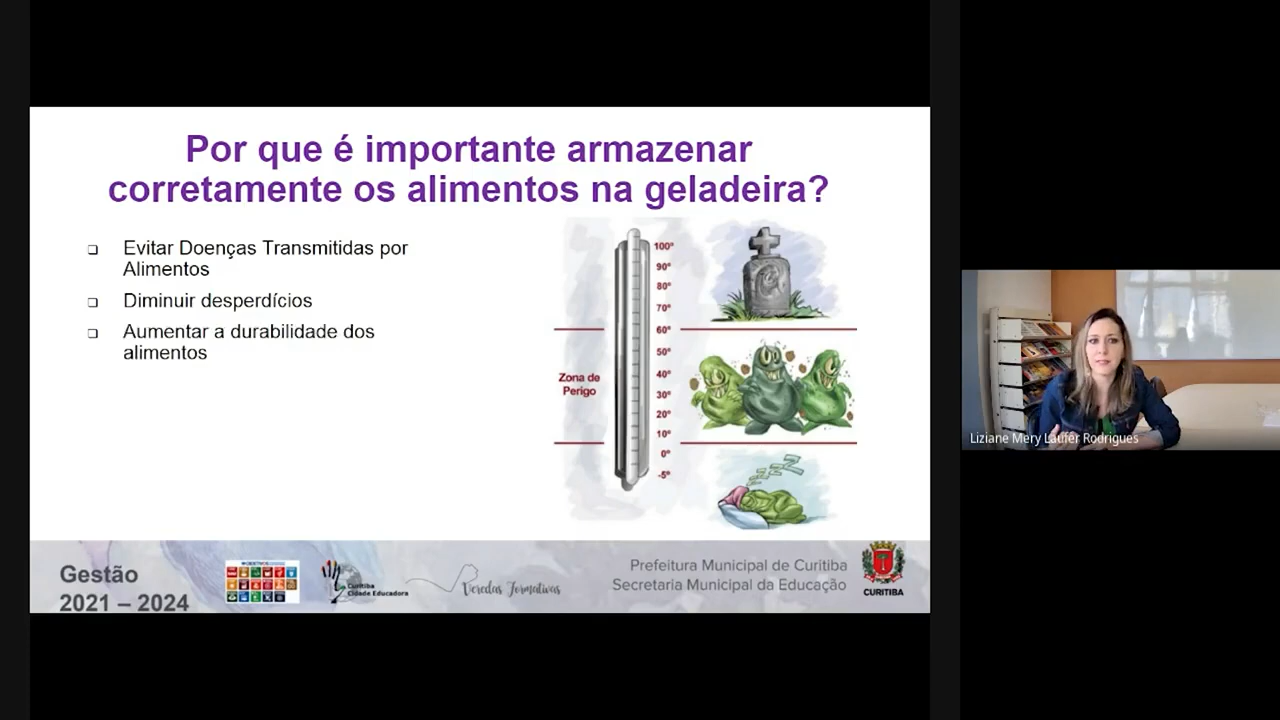 Por que é importante armazenar
corretamente os alimentos na geladeira?
Evitar Doenças Transmitidas por
Alimentos
Diminuir desperdícios
Aumentar a durabilidade dos
alimentos
100°
90°
80°
70°
60°
50°
40°
30°
20°
10°
0°
-5°
Zona de
Perigo
ZZZ
Liziane Mery Laufer Rodrigues
Gestão
2021 – 2024
Curitiba
Cidade Educadora
Veredas Formativas
Prefeitura Municipal de Curitiba
Secretaria Municipal da Educação
CURITIBA